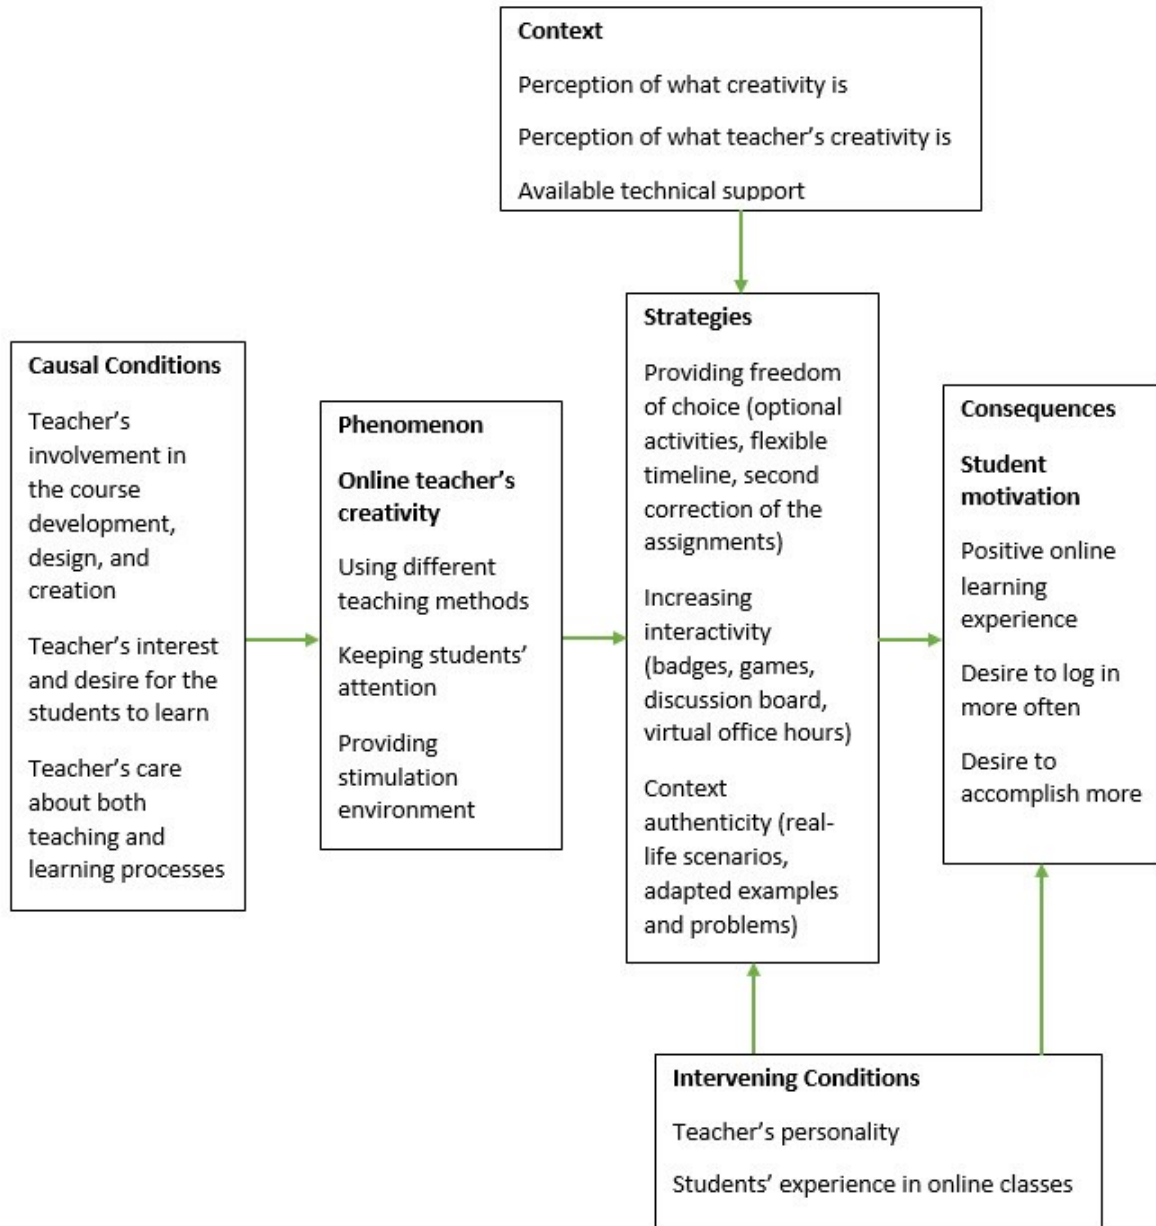 Context
Perception of what creativity is
Perception of what teacher's creativity is
Available technical support
Causal Conditions
Teacher's
involvement in
the course
development,
design, and
creation
Teacher's interest
and desire for the
students to learn
Teacher's care
about both
teaching and
learning processes
Phenomenon
Online teacher's
creativity
Using different
teaching methods
Keeping students'
attention
Providing
stimulation
environment
Strategies
Providing freedom
of choice (optional
activities, flexible
timeline, second
correction of the
assignments)
Increasing
interactivity
(badges, games,
discussion board,
virtual office hours)
Context
authenticity (real-
life scenarios,
adapted examples
and problems)
Consequences
Student
motivation
Positive online
learning
experience
Desire to log in
more often
Desire to
accomplish more
Intervening Conditions
Teacher's personality
Students' experience in online classes